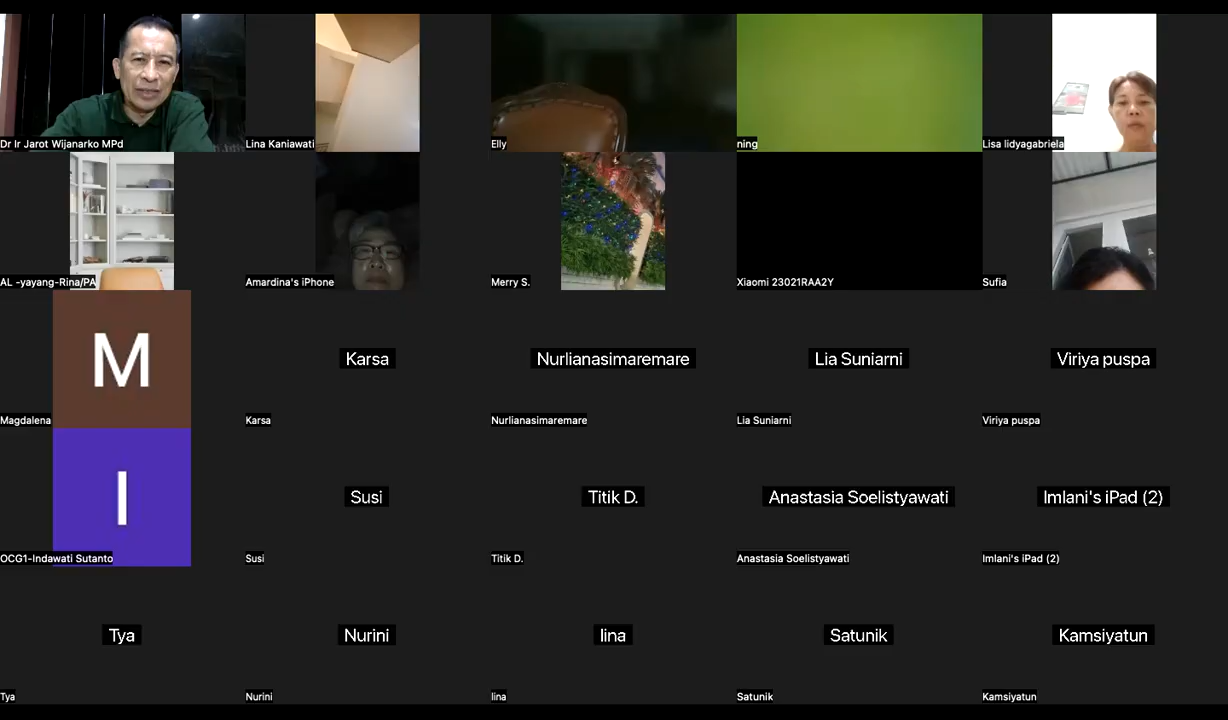 Dr Ir Jarot Wijanarko MPd
Lina Kaniawati
Elly
ning
Lisa lidyagabriela
AL -yayang-Rina/PA
Amardina's iPhone
Merry S.
Xiaomi 23021RAA2Y
Sufia
M
Karsa
Nurlianasimaremare
Lia Suniarni
Viriya puspa
Magdalena
Karsa
Nurlianasimaremare
Lia Suniarni
Viriya puspa
I
Susi
Titik D.
Anastasia Soelistyawati
Imlani's iPad (2)
OCG1-Indawati Sutanto
Susi
Titik D.
Anastasia Soelistyawati
Imlani's iPad (2)
Tya
Nurini
lina
Satunik
Kamsiyatun
Tya
Nurini
lina
Satunik
Kamsiyatun